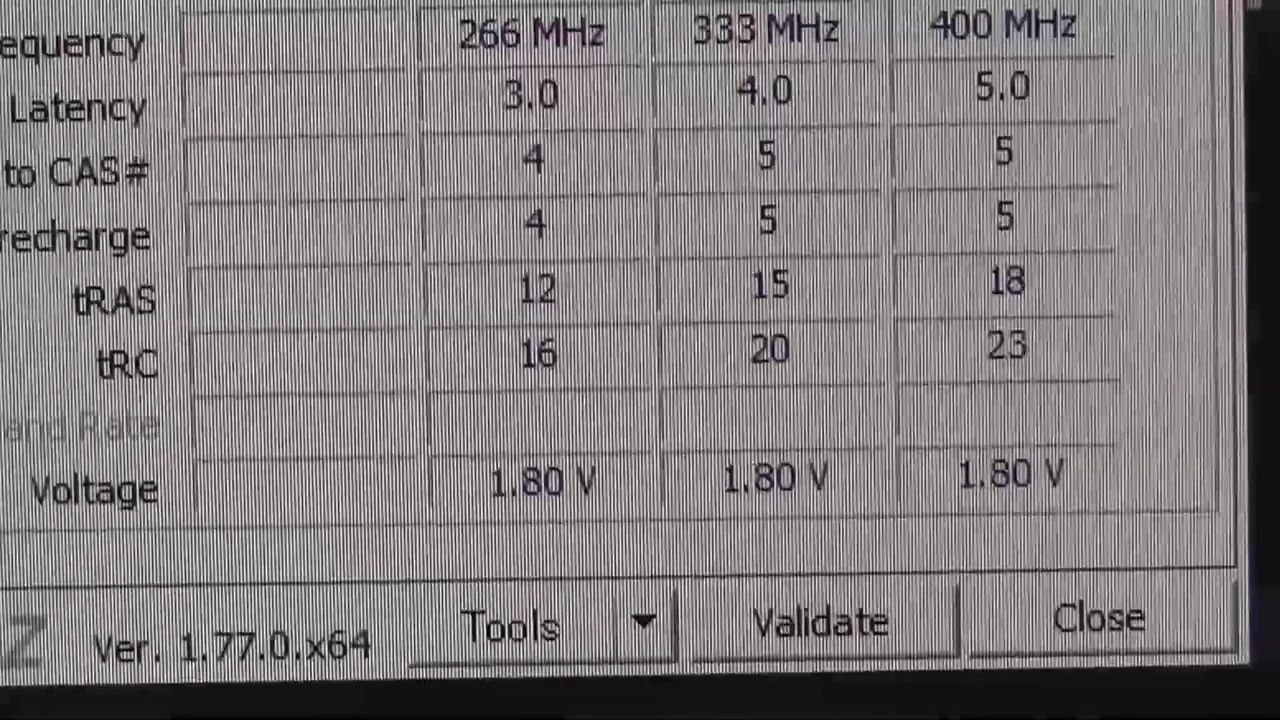 equency 266 MHz 333 MHz 400 MHz
Latency 3.0 4.0 5.0
to CAS# 4 5 5
recharge 4 5 5
tRAS 12 15 18
tRC 16 20 23
and Rate
Voltage 1.80 V 1.80 V 1.80 V
Z Ver. 1.77.0.x64 Tools Validate Close